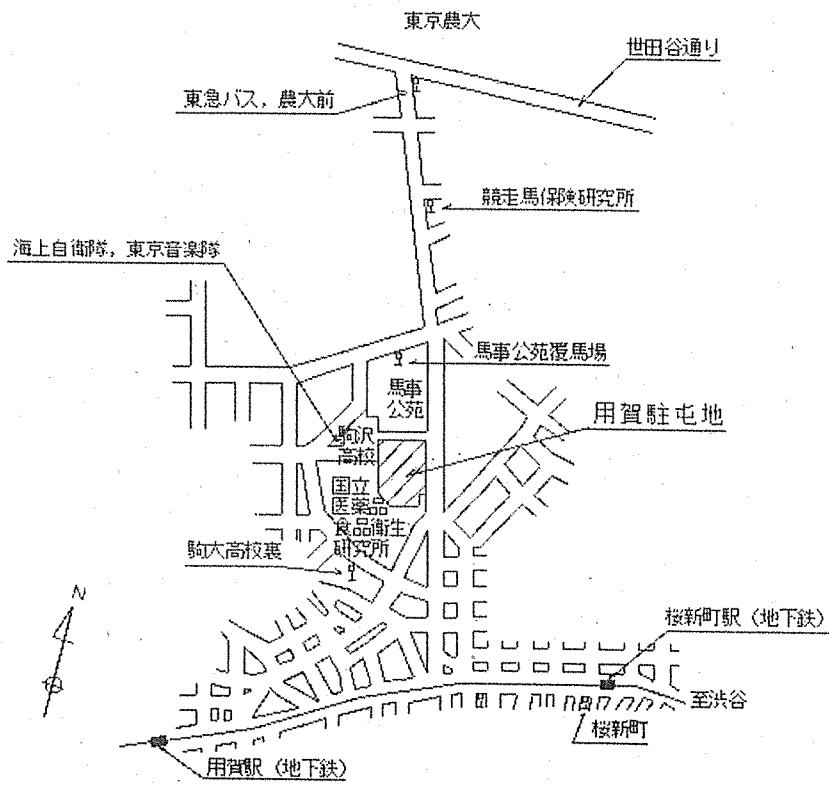 東京農大
世田谷通り
東急バス，農大前
競走馬保険研究所
海上自衛隊，東京音楽隊
馬事公苑覆馬場
馬事
公苑
用賀駐屯地
駒沢
高校
国立
医薬品
食品衛生
研究所
駒大高校裏
N
桜新町駅（地下鉄）
至渋谷
桜新町
用賀駅（地下鉄）